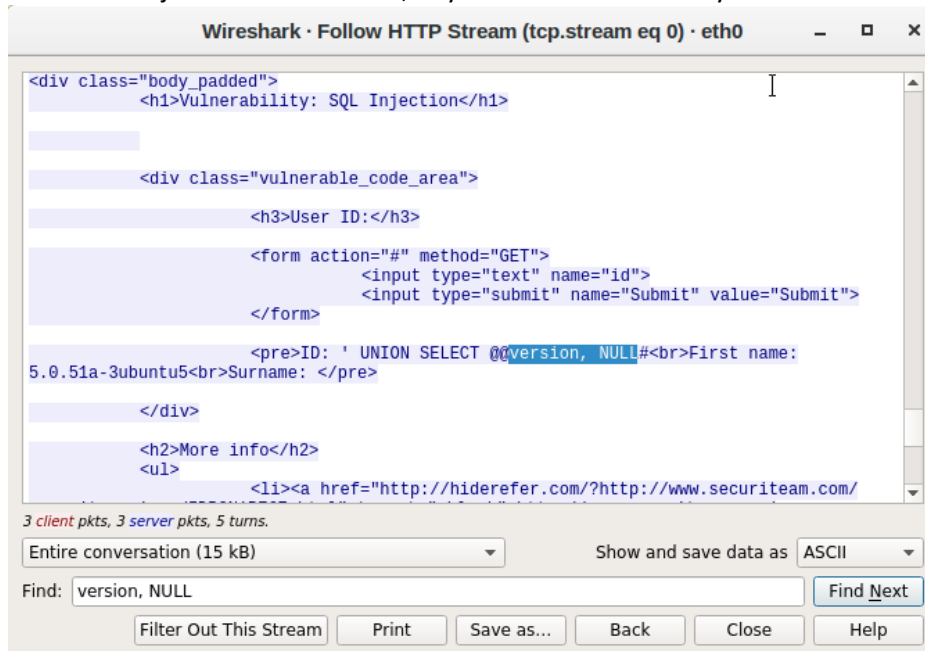 Wireshark · Follow HTTP Stream (tcp.stream eq 0) · eth0
<div class="body_padded">
<h1>Vulnerability: SQL Injection</h1>
<div class="vulnerable_code_area">
<h3>User ID:</h3>
<form action="#" method="GET">
<input type="text" name="id">
<input type="submit" name="Submit" value="Submit">
</form>
<pre>ID: ' UNION SELECT @@version, NULL#<br>First name:
5.0.51a-3ubuntu5<br>Surname: </pre>
</div>
<h2>More info</h2>
<ul>
<li><a href="http://hiderefer.com/?http://www.securiteam.com/
3 client pkts, 3 server pkts, 5 turns.
Entire conversation (15 kB)
Show and save data as ASCII
Find: version, NULL
Find Next
Filter Out This Stream Print Save as... Back Close Help